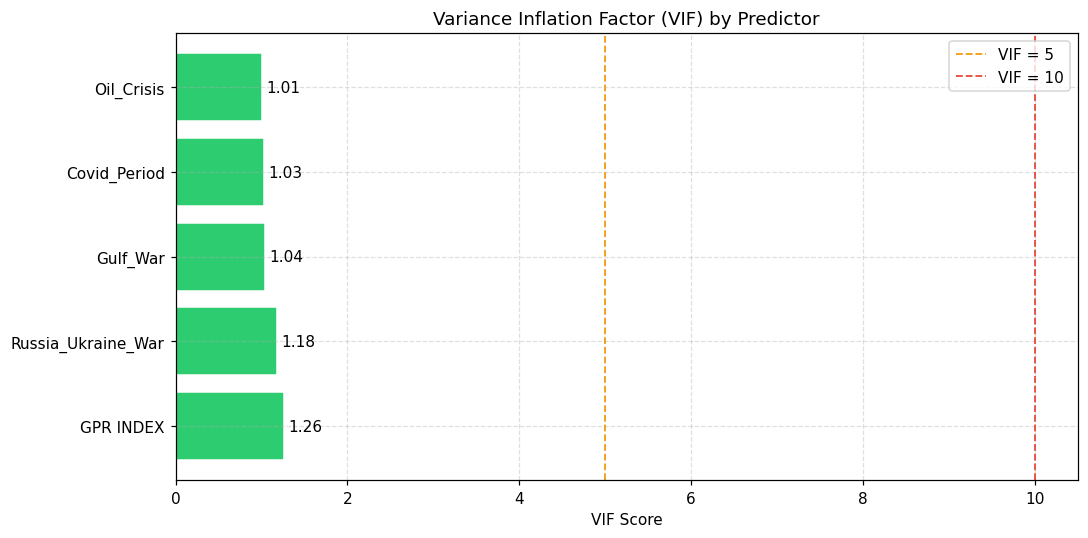 Variance Inflation Factor (VIF) by Predictor
VIF = 5
VIF = 10
Oil_Crisis
1.01
Covid_Period
1.03
Gulf_War
1.04
Russia_Ukraine_War
1.18
GPR INDEX
1.26
0 2 4 6 8 10
VIF Score